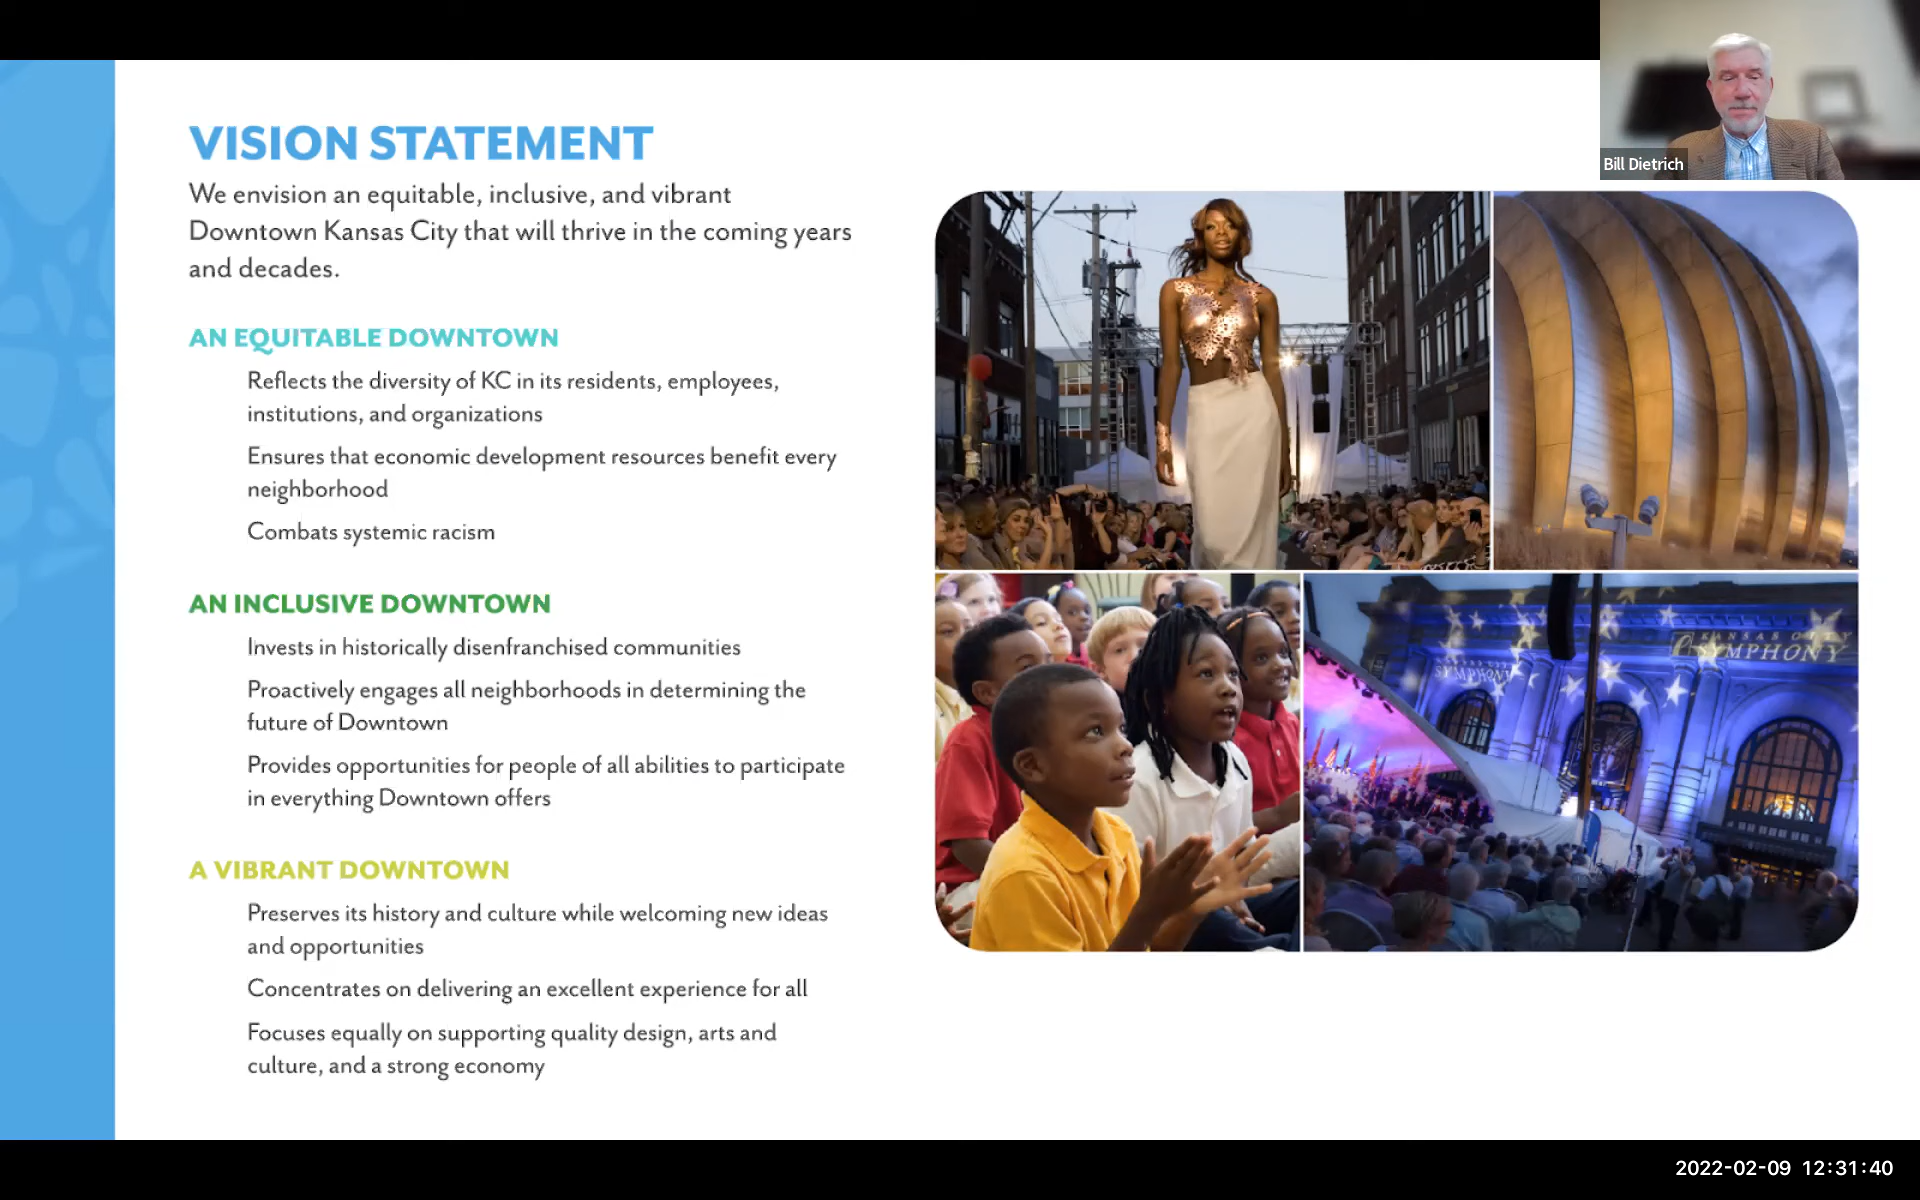 Bill Dietrich
VISION STATEMENT
We envision an equitable, inclusive, and vibrant
Downtown Kansas City that will thrive in the coming years
and decades.
AN EQUITABLE DOWNTOWN
Reflects the diversity of KC in its residents, employees,
institutions, and organizations
Ensures that economic development resources benefit every
neighborhood
Combats systemic racism
AN INCLUSIVE DOWNTOWN
Invests in historically disenfranchised communities
Proactively engages all neighborhoods in determining the
future of Downtown
Provides opportunities for people of all abilities to participate
in everything Downtown offers
A VIBRANT DOWNTOWN
Preserves its history and culture while welcoming new ideas
and opportunities
Concentrates on delivering an excellent experience for all
Focuses equally on supporting quality design, arts and
culture, and a strong economy
KANSAS CITY
SYMPHONY
KANSAS CITY
SYMPHONY
2022-02-09 12:31:40